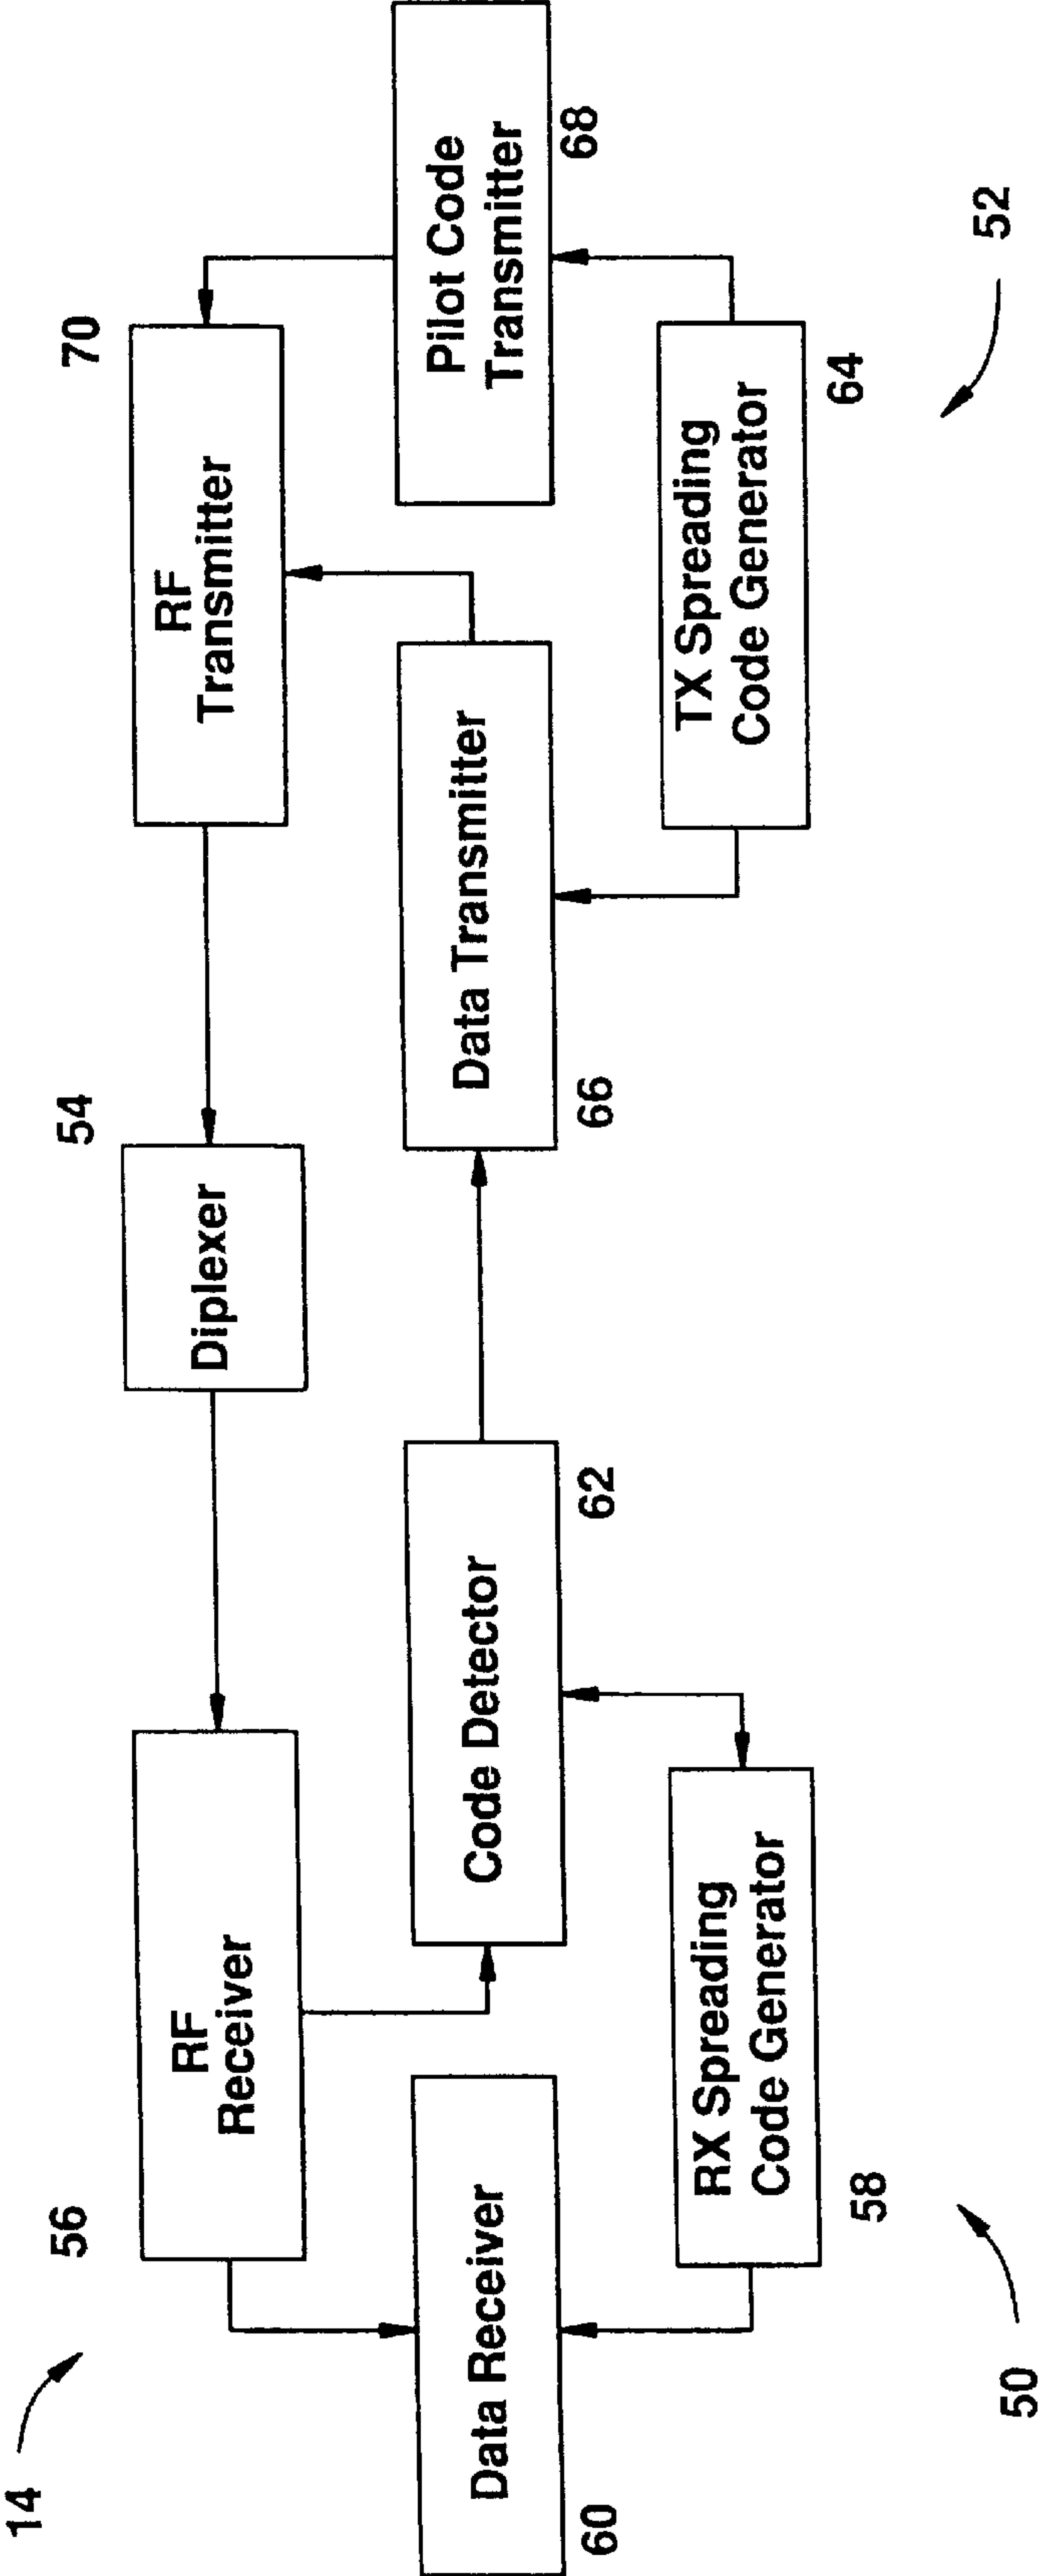 14
56
54
70
RF
Receiver
Diplexer
RF
Transmitter
Data Receiver
Code Detector
Data Transmitter
Pilot Code
Transmitter
60
62
66
68
RX Spreading
Code Generator
TX Spreading
Code Generator
58
64
50
52